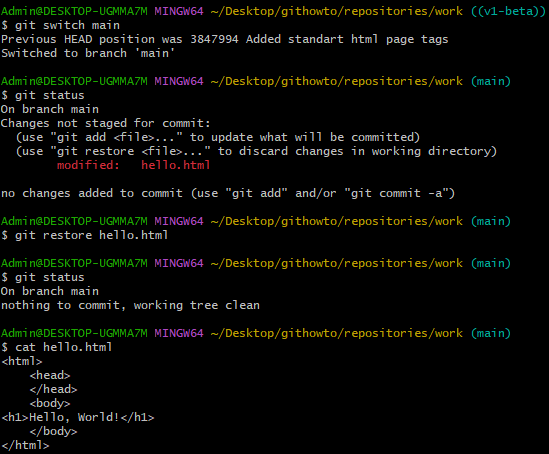 Admin@DESKTOP-UGMMA7M MINGW64 ~/Desktop/githowto/repositories/work ((v1-beta))
$ git switch main
Previous HEAD position was 3847994 Added standart html page tags
Switched to branch 'main'

Admin@DESKTOP-UGMMA7M MINGW64 ~/Desktop/githowto/repositories/work (main)
$ git status
On branch main
Changes not staged for commit:
  (use "git add <file>..." to update what will be committed)
  (use "git restore <file>..." to discard changes in working directory)
        modified:   hello.html

no changes added to commit (use "git add" and/or "git commit -a")

Admin@DESKTOP-UGMMA7M MINGW64 ~/Desktop/githowto/repositories/work (main)
$ git restore hello.html

Admin@DESKTOP-UGMMA7M MINGW64 ~/Desktop/githowto/repositories/work (main)
$ git status
On branch main
nothing to commit, working tree clean

Admin@DESKTOP-UGMMA7M MINGW64 ~/Desktop/githowto/repositories/work (main)
$ cat hello.html
<html>
    <head>
    </head>
    <body>
<h1>Hello, World!</h1>
    </body>
</html>